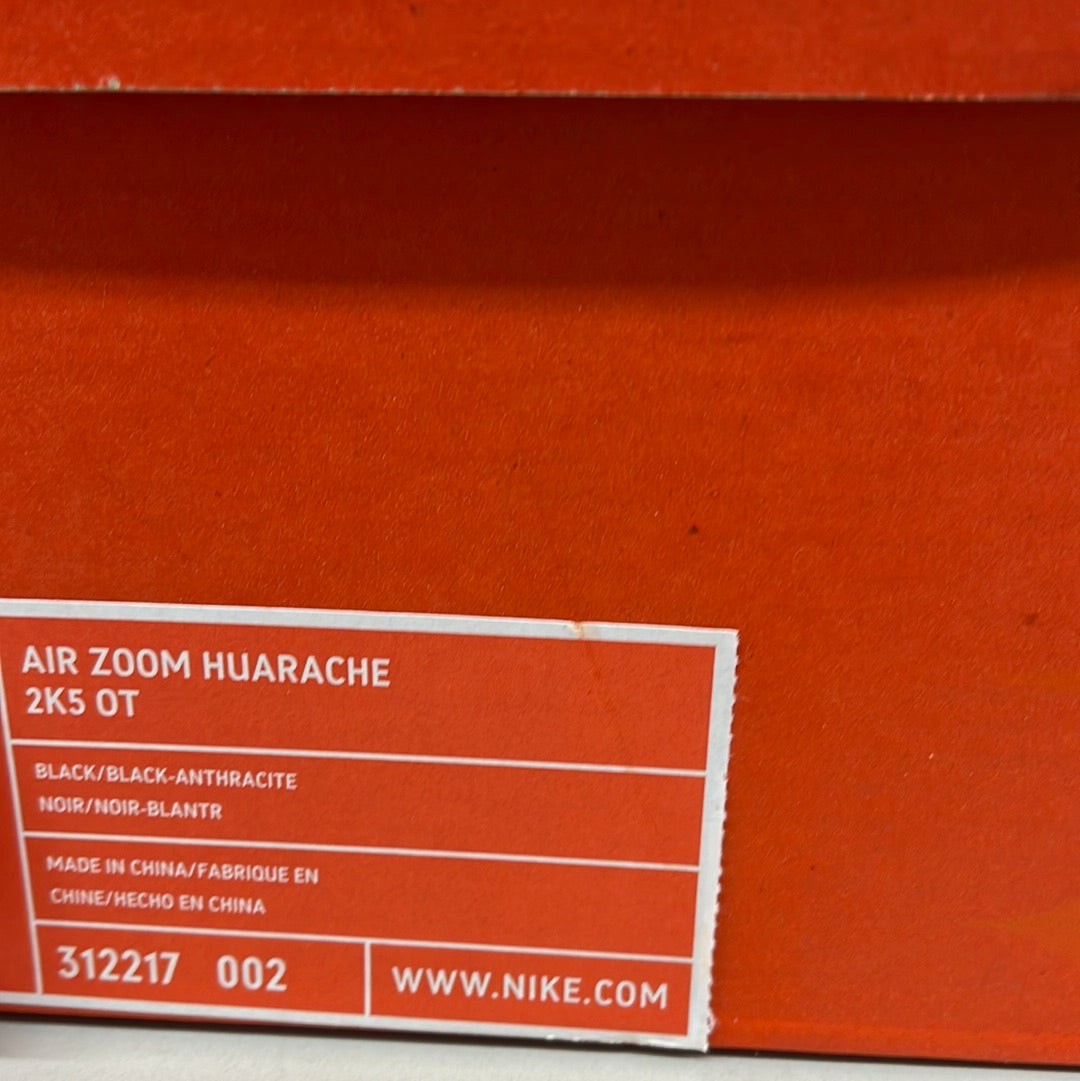 AIR ZOOM HUARACHE
2K5 OT
BLACK/BLACK-ANTHRACITE
NOIR/NOIR-BLANTR
MADE IN CHINA/FABRIQUE EN
CHINE/HECHO EN CHINA
312217 002
WWW.NIKE.COM